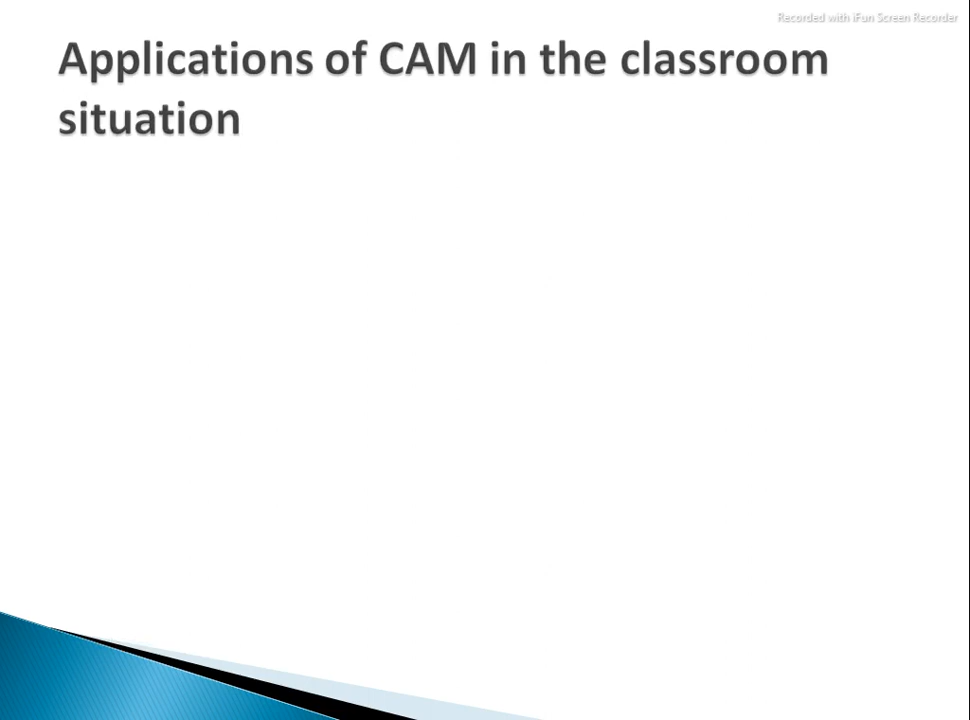 Recorded with iFun Screen Recorder
Applications of CAM in the classroom
situation